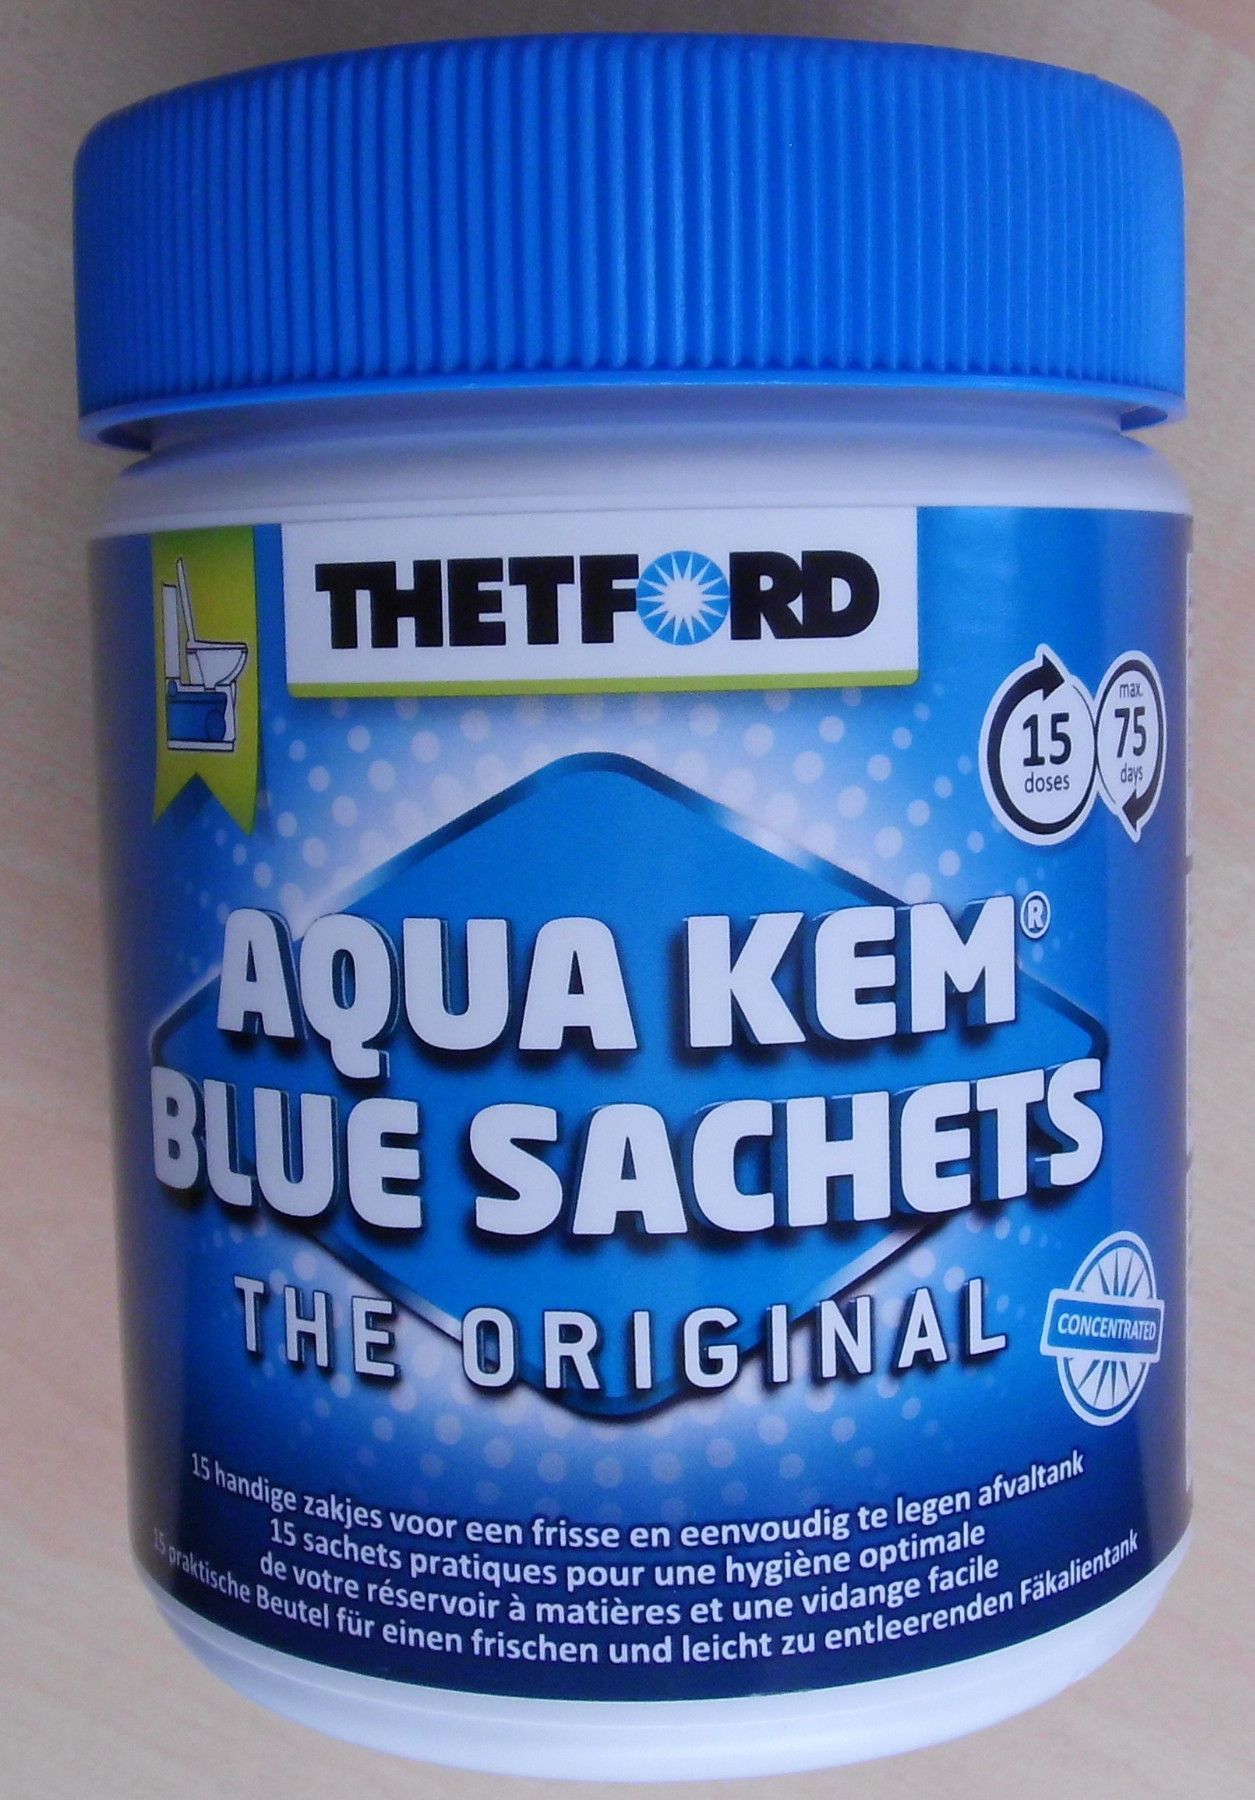 THETFORD
15
doses
max.
75
days
AQUA KEM®
BLUE SACHETS
THE ORIGINAL
CONCENTRATED
15 handige zakjes voor een frisse en eenvoudig te legen afvaltank
15 sachets pratiques pour une hygiène optimale
de votre réservoir à matières et une vidange facile
15 praktische Beutel für einen frischen und leicht zu entleerenden Fäkalientank